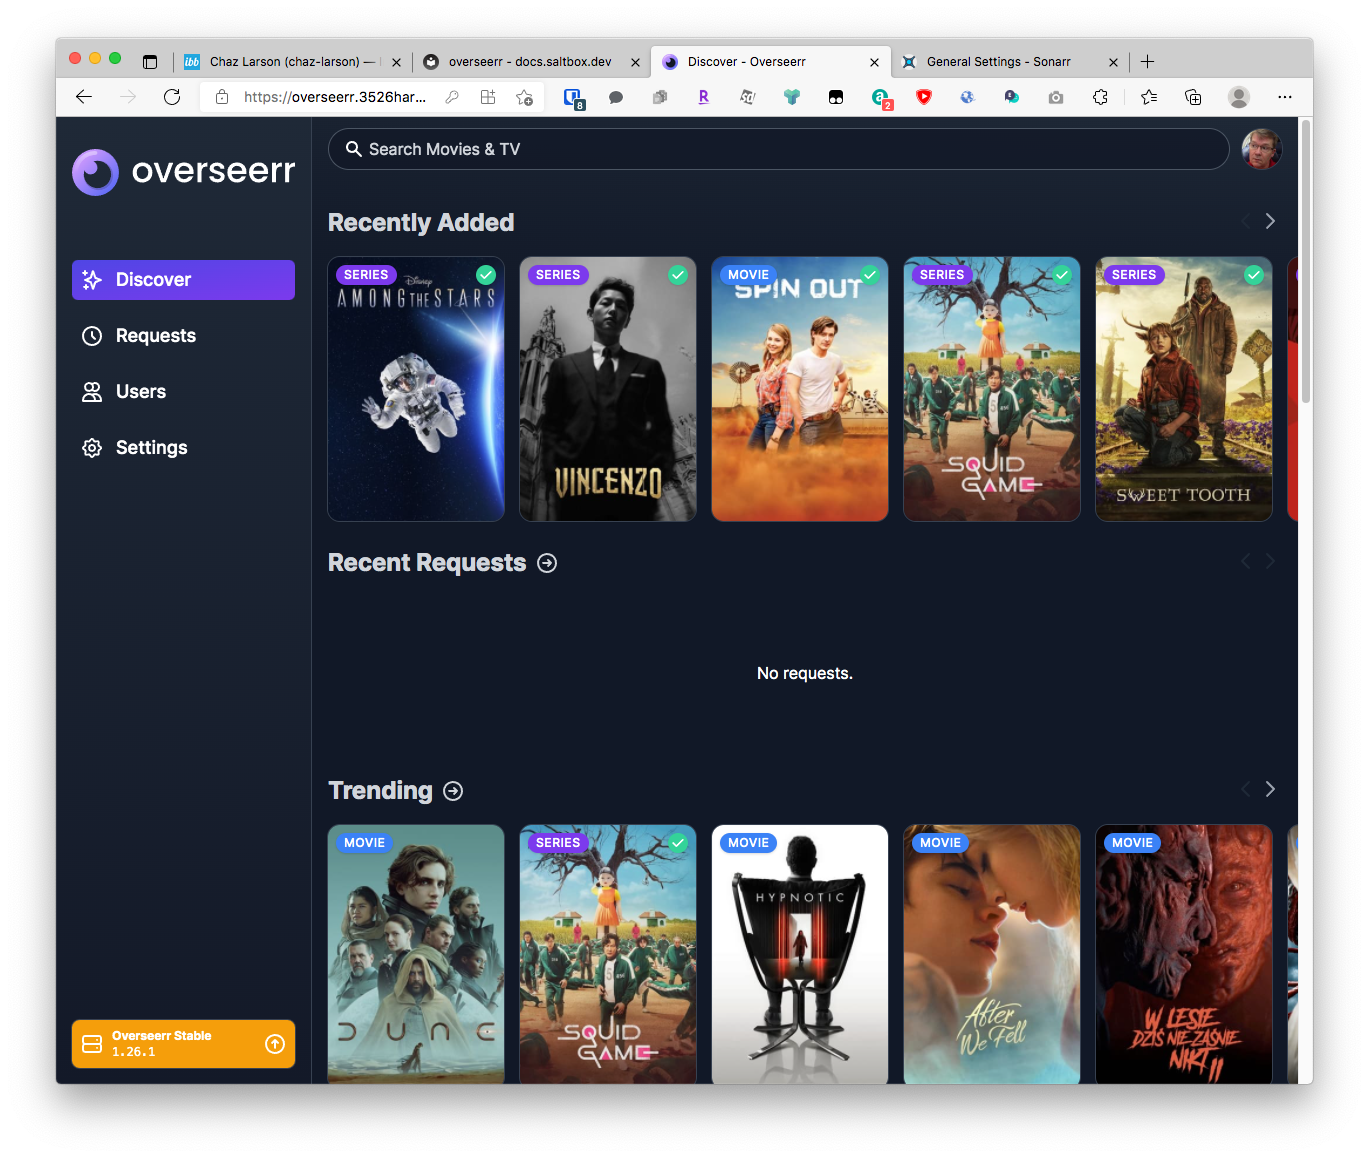 Chaz Larson (chaz-larson) —
overseerr - docs.saltbox.dev
Discover - Overseerr
General Settings - Sonarr
https://overseerr.3526har...
8
R
a
2
overseerr
Search Movies & TV
Discover
Requests
Users
Settings
Recently Added
SERIES
Disney
AMONG THE STARS
SERIES
VINCENZO
MOVIE
SPIN OUT
SERIES
SQUID
GAME
SERIES
SWEET TOOTH
Recent Requests
No requests.
Trending
MOVIE
DUNE
SERIES
SQUID
GAME
MOVIE
HYPNOTIC
MOVIE
After
We Fell
MOVIE
W LESIE
DZIŚ NIE ZAŚNIE
NIKT II
Overseerr Stable
1.26.1